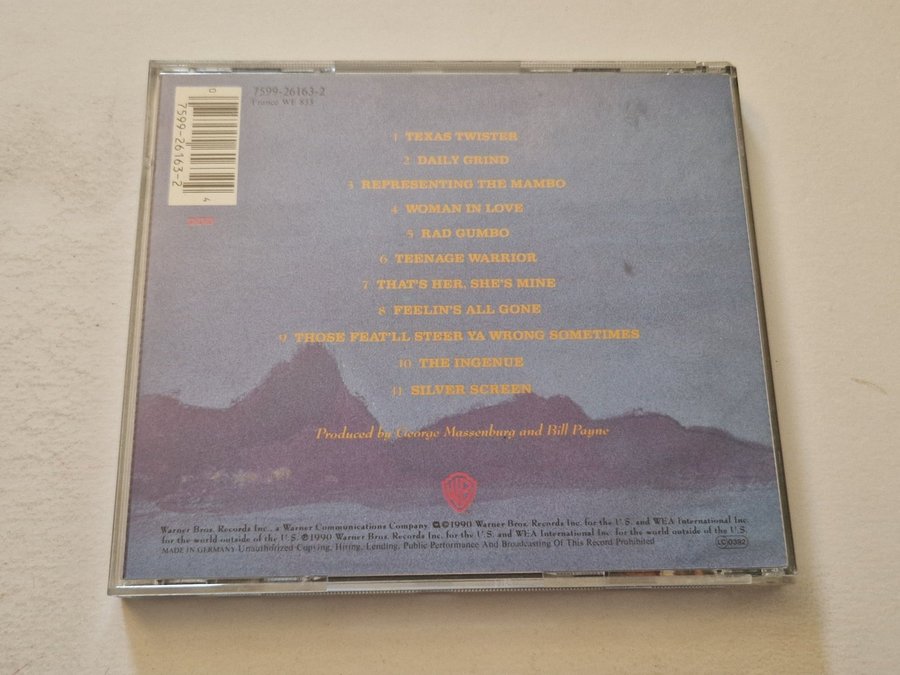 7599-26163-2
France WE 833
0
7599-26163-2
4
1 TEXAS TWISTER
2 DAILY GRIND
3 REPRESENTING THE MAMBO
4 WOMAN IN LOVE
5 RAD GUMBO
6 TEENAGE WARRIOR
7 THAT'S HER, SHE'S MINE
8 FEELIN'S ALL GONE
9 THOSE FEAT'LL STEER YA WRONG SOMETIMES
10 THE INGENUE
11 SILVER SCREEN
Produced by George Massenburg and Bill Payne
WB
Warner Bros. Records Inc., a Warner Communications Company. ©1990 Warner Bros. Records Inc. for the U.S. and WEA International Inc.
for the world outside of the U.S. ℗1990 Warner Bros. Records Inc. for the U.S. and WEA International Inc. for the world outside of the U.S.
MADE IN GERMANY Unauthorized Copying, Hiring, Lending, Public Performance And Broadcasting Of This Record Prohibited
LC 0392